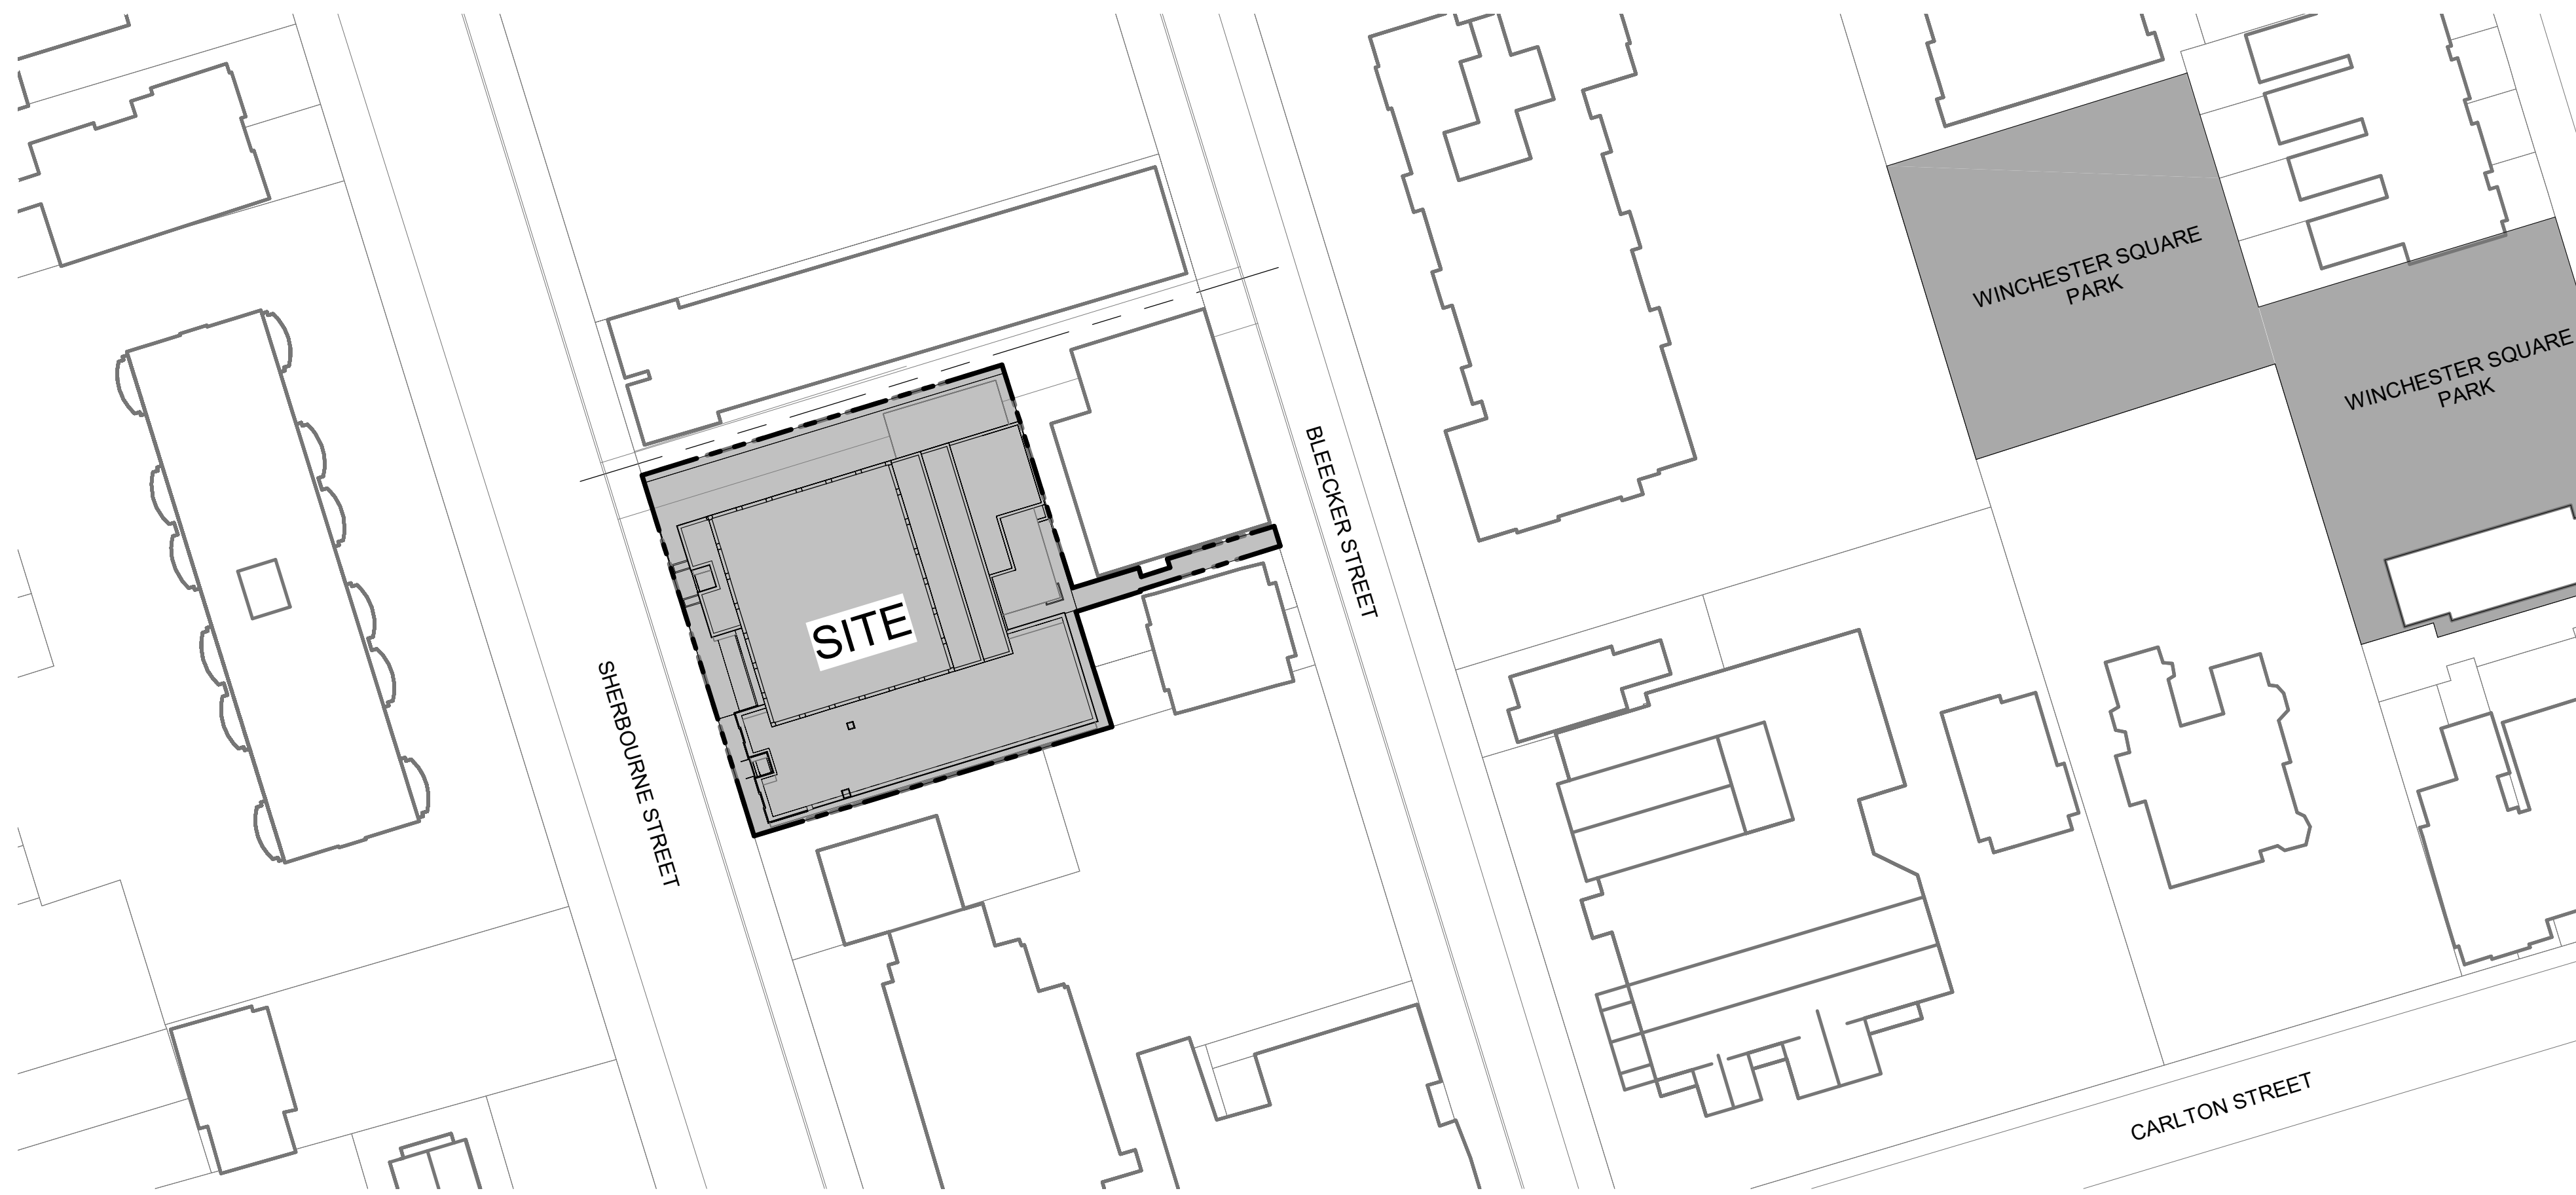 WINCHESTER SQUARE
PARK
WINCHESTER SQUARE
PARK
BLEECKER STREET
SITE
SHERBOURNE STREET
CARLTON STREET